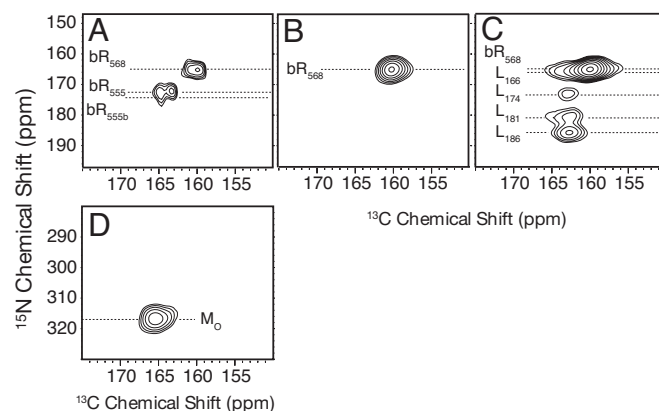 A
B
C
150
160
170
180
190
bR568
bR555
bR555b
bR568
bR568
L166
L174
L181
L186
170 165 160 155
170 165 160 155
170 165 160 155
13C Chemical Shift (ppm)
15N Chemical Shift (ppm)
D
280
290
300
310
320
MO
170 165 160 155
13C Chemical Shift (ppm)